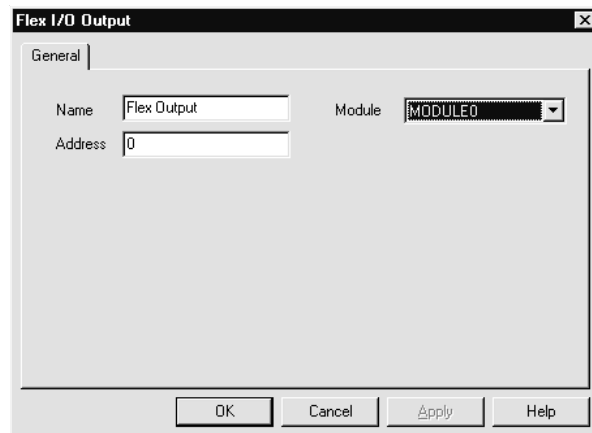 Flex I/O Output
General
Name Flex Output Module MODULE0
Address 0
OK Cancel Apply Help